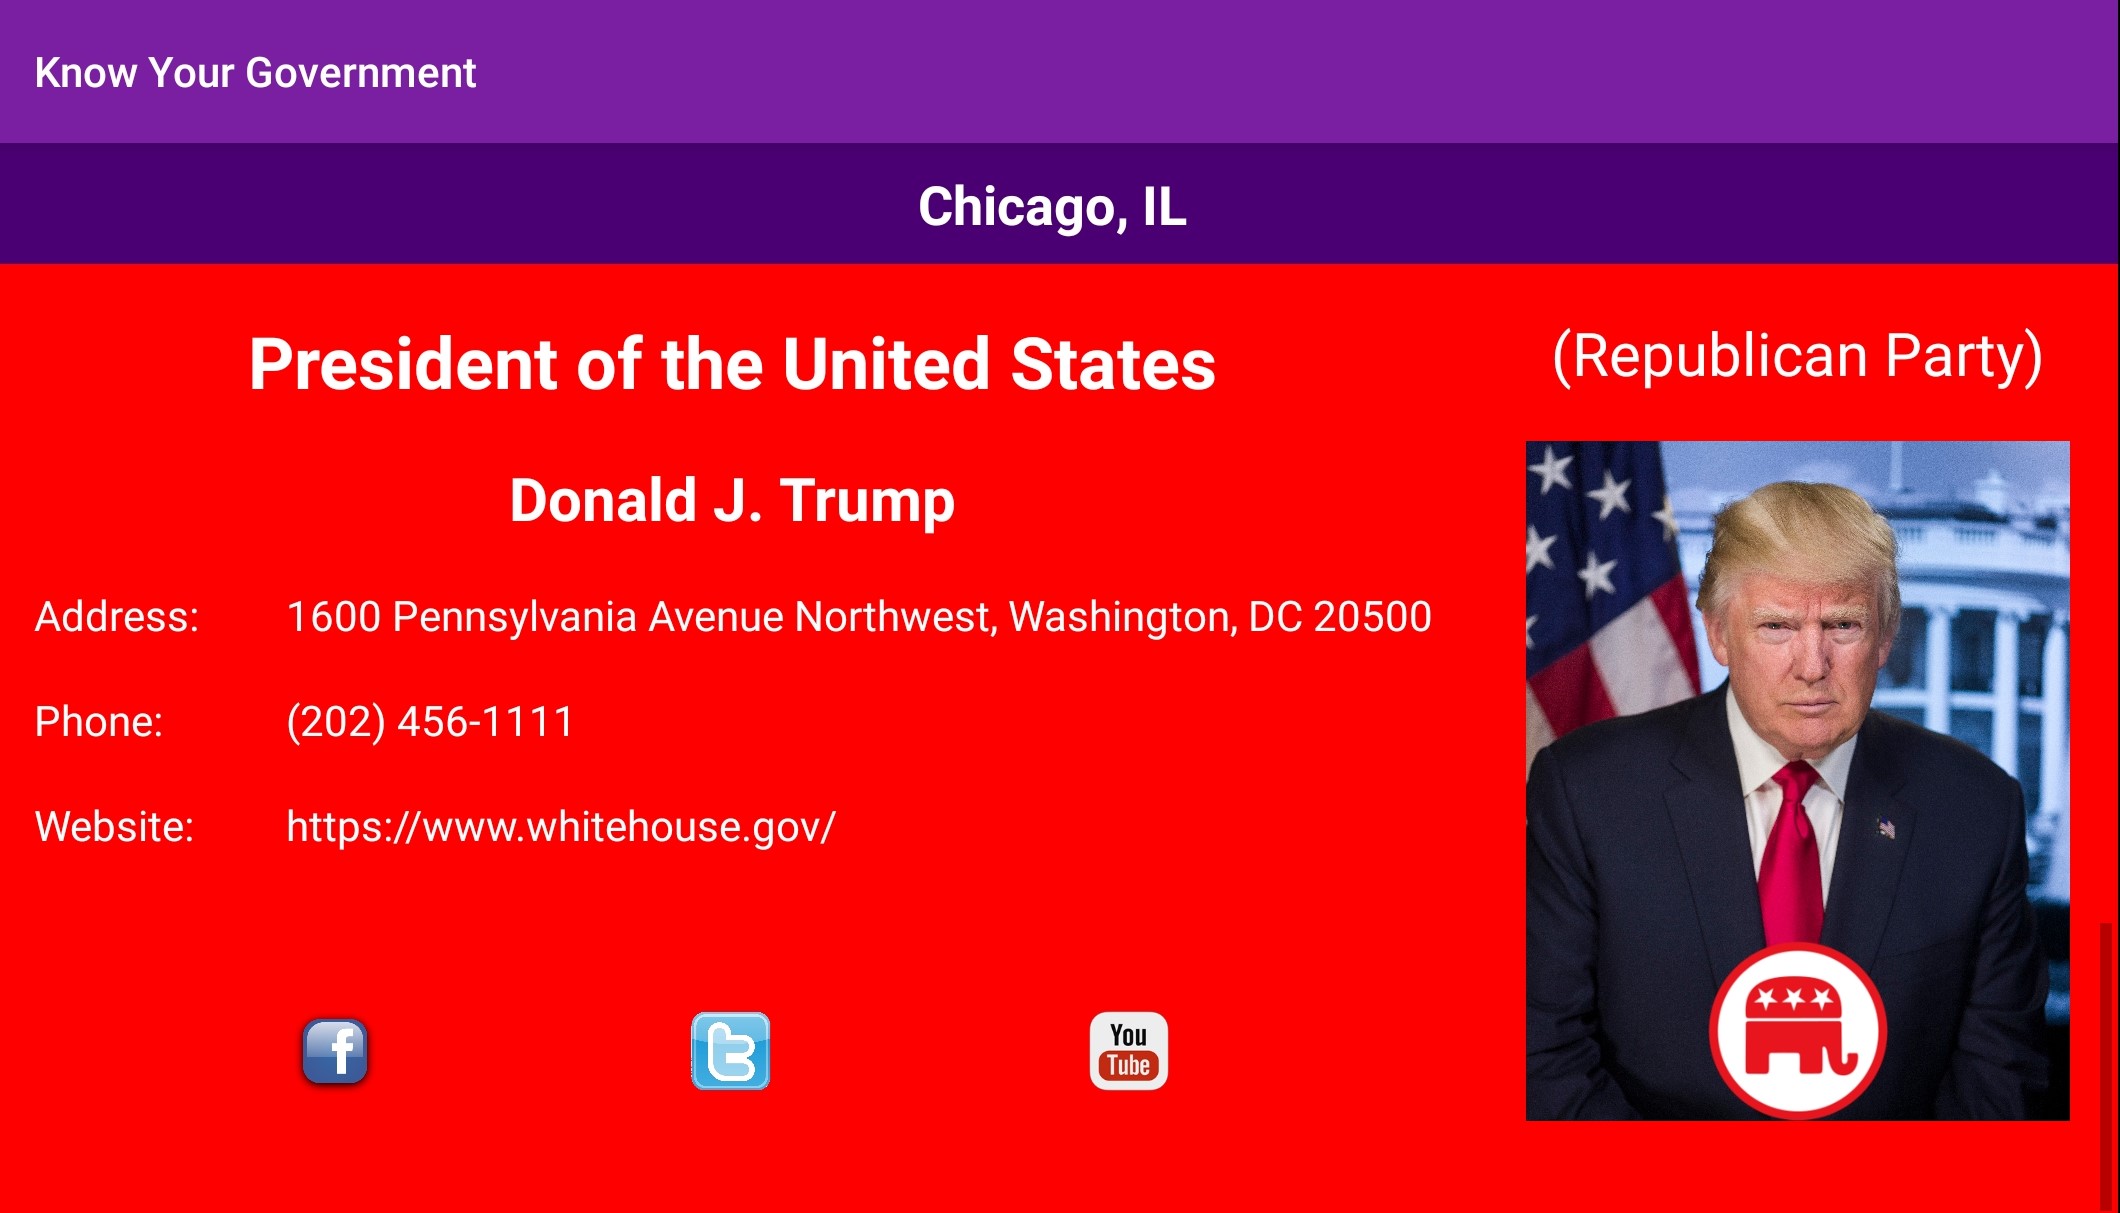 Know Your Government
Chicago, IL
President of the United States
(Republican Party)
Donald J. Trump
Address: 1600 Pennsylvania Avenue Northwest, Washington, DC 20500
Phone: (202) 456-1111
Website: https://www.whitehouse.gov/
f t You Tube